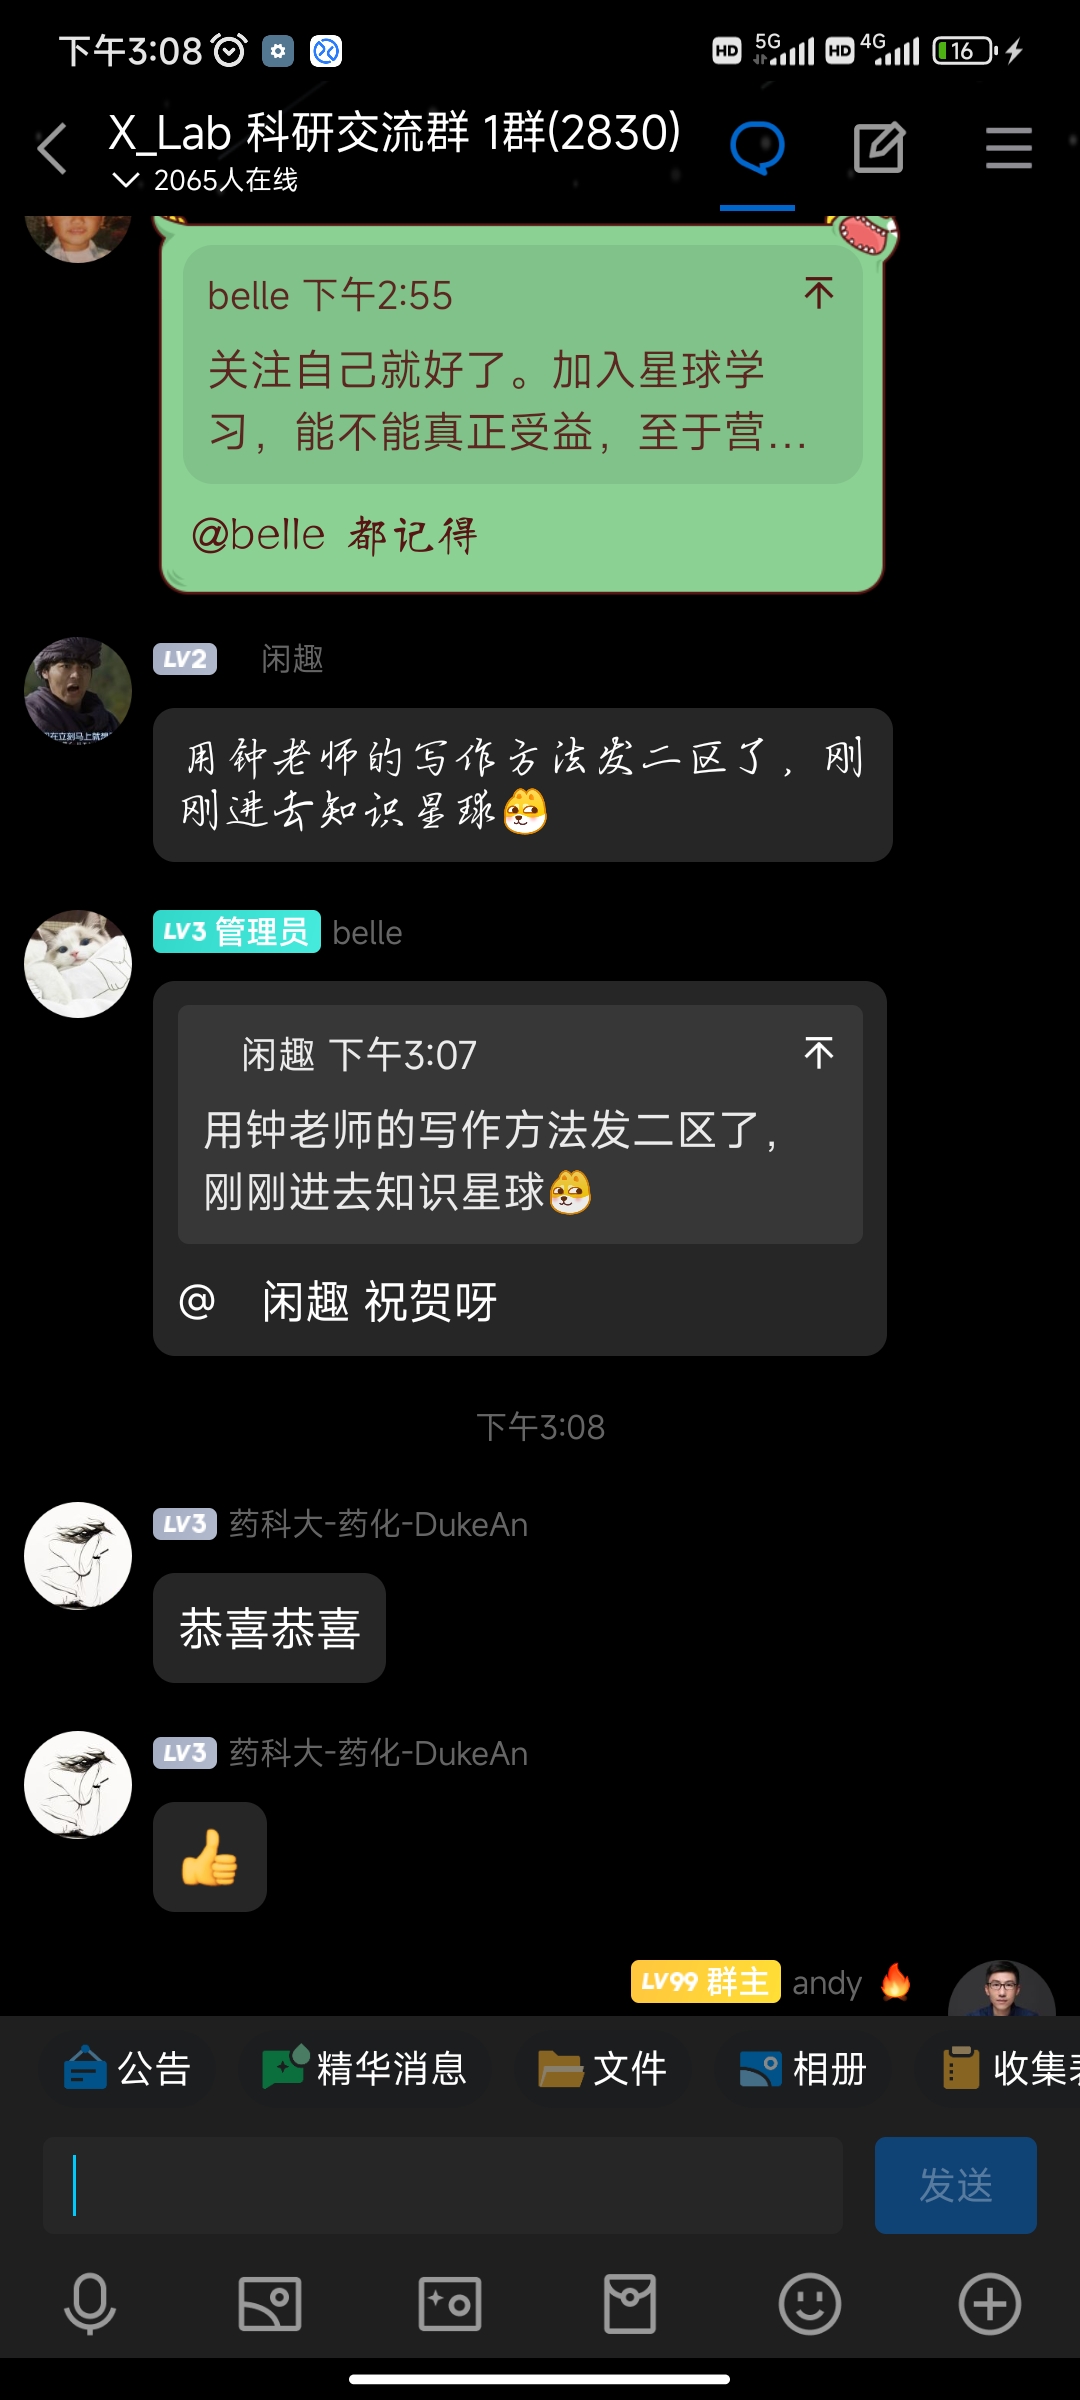 下午3:08 HD 5G HD 4G 16
X_Lab 科研交流群 1群(2830)
2065人在线
belle 下午2:55
关注自己就好了。加入星球学
习，能不能真正受益，至于营...
@belle 都记得
LV2 闲趣
用钟老师的写作方法发二区了，刚
刚进去知识星球
LV3 管理员 belle
闲趣 下午3:07
用钟老师的写作方法发二区了，
刚刚进去知识星球
@ 闲趣 祝贺呀
下午3:08
LV3 药科大-药化-DukeAn
恭喜恭喜
LV3 药科大-药化-DukeAn
LV99 群主 andy
公告 精华消息 文件 相册 收集表
发送